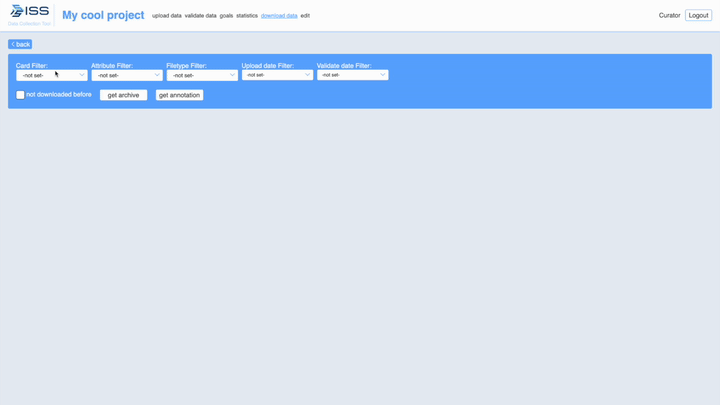 ISS
Data Collection Tool
My cool project
upload data validate data goals statistics download data edit
Curator
Logout
back
Card Filter: Attribute Filter: Filetype Filter: Upload date Filter: Validate date Filter:
-not set- -not set- -not set- -not set- -not set-
not downloaded before
get archive
get annotation